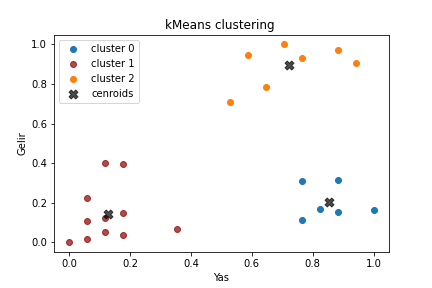 kMeans clustering
cluster 0
cluster 1
cluster 2
cenroids
Gelir
1.0
0.8
0.6
0.4
0.2
0.0
0.0 0.2 0.4 0.6 0.8 1.0
Yas